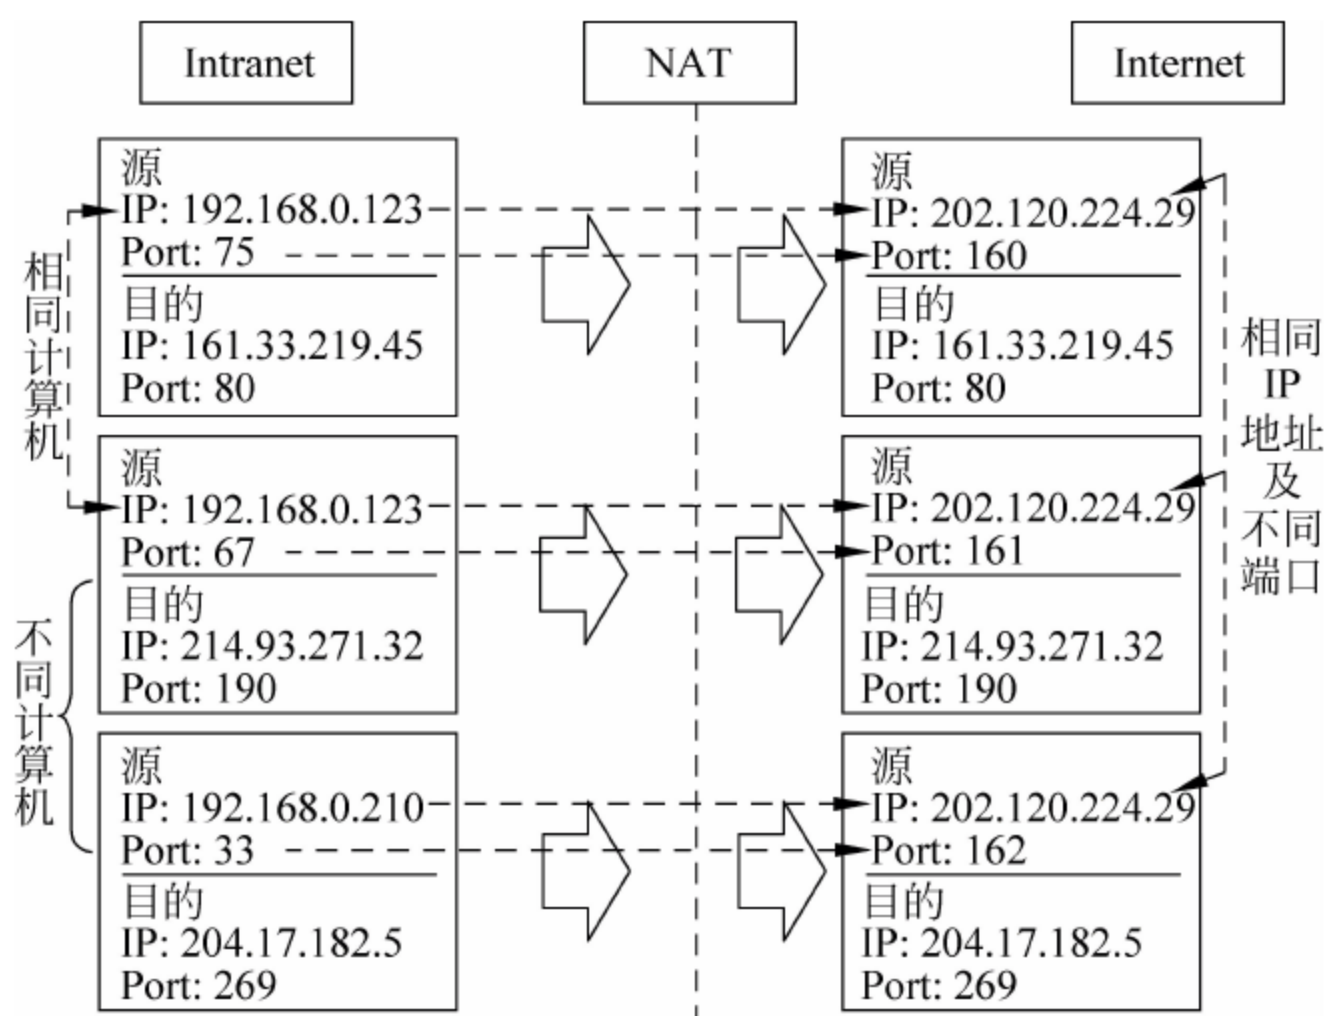 Intranet
NAT
Internet
源
IP: 192.168.0.123
Port: 75
目的
IP: 161.33.219.45
Port: 80
源
IP: 202.120.224.29
Port: 160
目的
IP: 161.33.219.45
Port: 80
相同计算机
源
IP: 192.168.0.123
Port: 67
目的
IP: 214.93.271.32
Port: 190
源
IP: 202.120.224.29
Port: 161
目的
IP: 214.93.271.32
Port: 190
相同
IP
地址
及
不同
端口
不同计算机
源
IP: 192.168.0.210
Port: 33
目的
IP: 204.17.182.5
Port: 269
源
IP: 202.120.224.29
Port: 162
目的
IP: 204.17.182.5
Port: 269